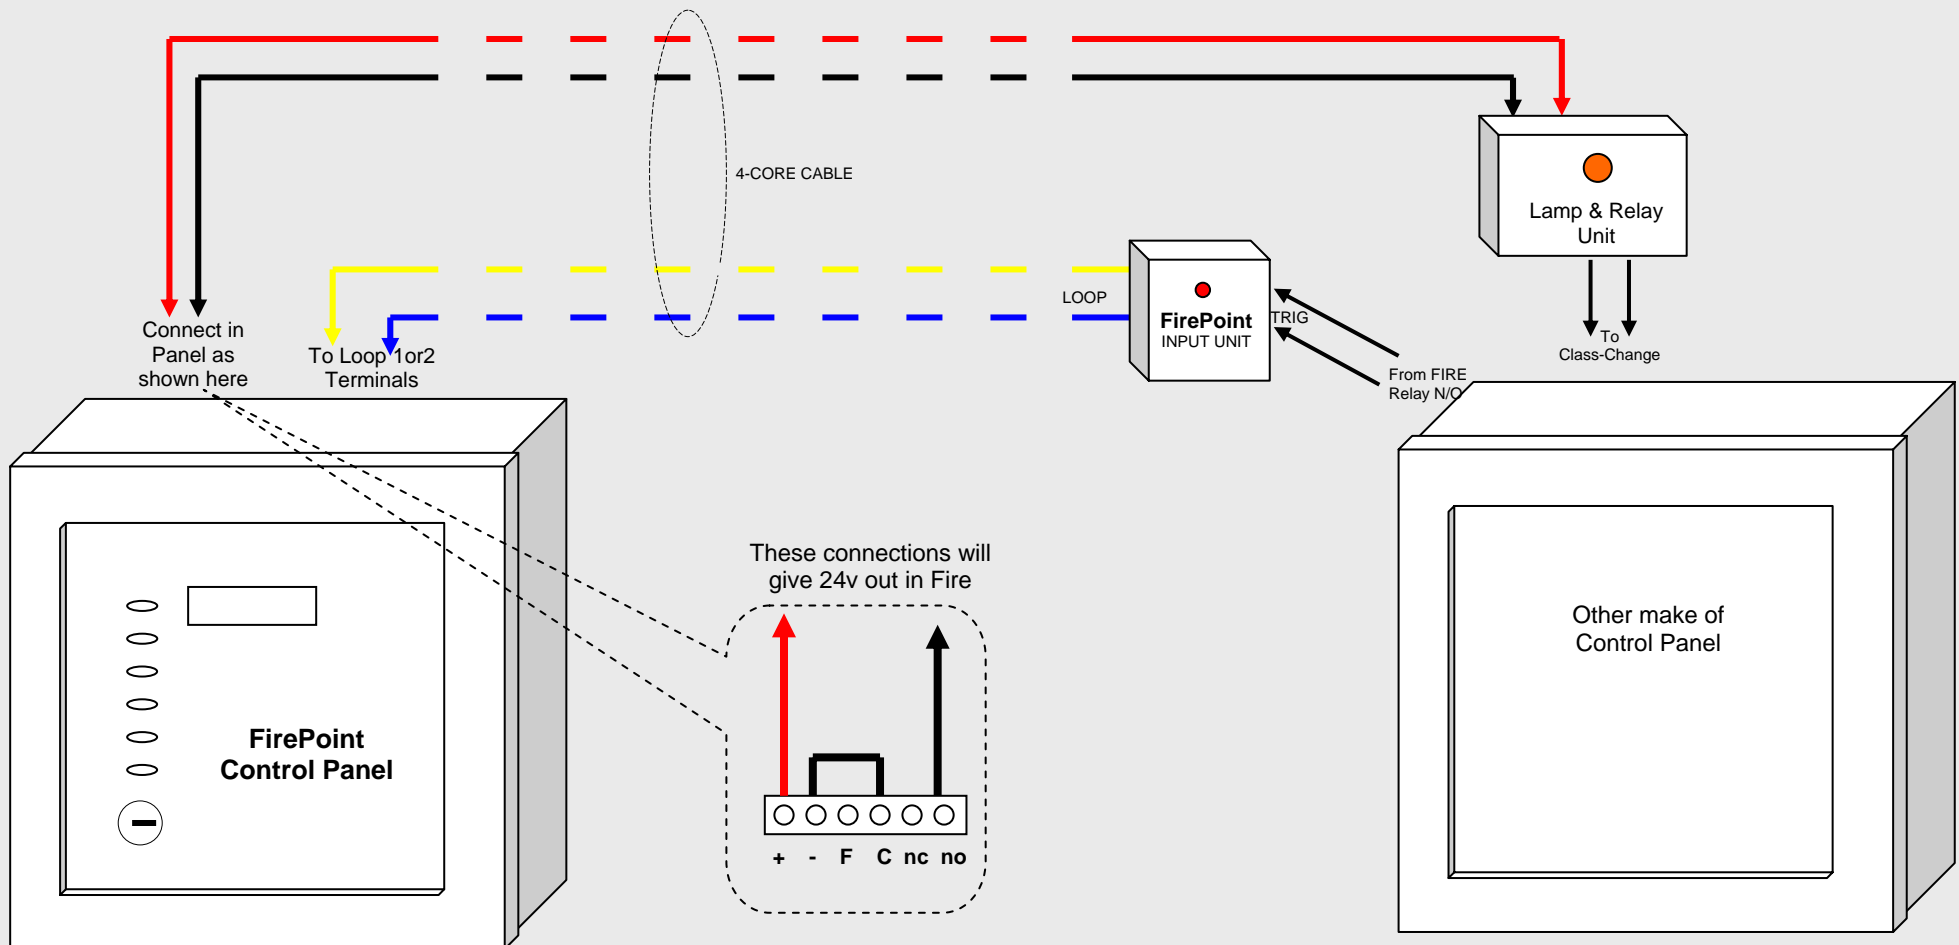 4-CORE CABLE
Lamp & Relay
Unit
To
Class-Change
LOOP
FirePoint
INPUT UNIT
TRIG
From FIRE
Relay N/O
Connect in
Panel as
shown here
To Loop 1or2
Terminals
These connections will
give 24v out in Fire
+ - F C nc no
FirePoint
Control Panel
Other make of
Control Panel